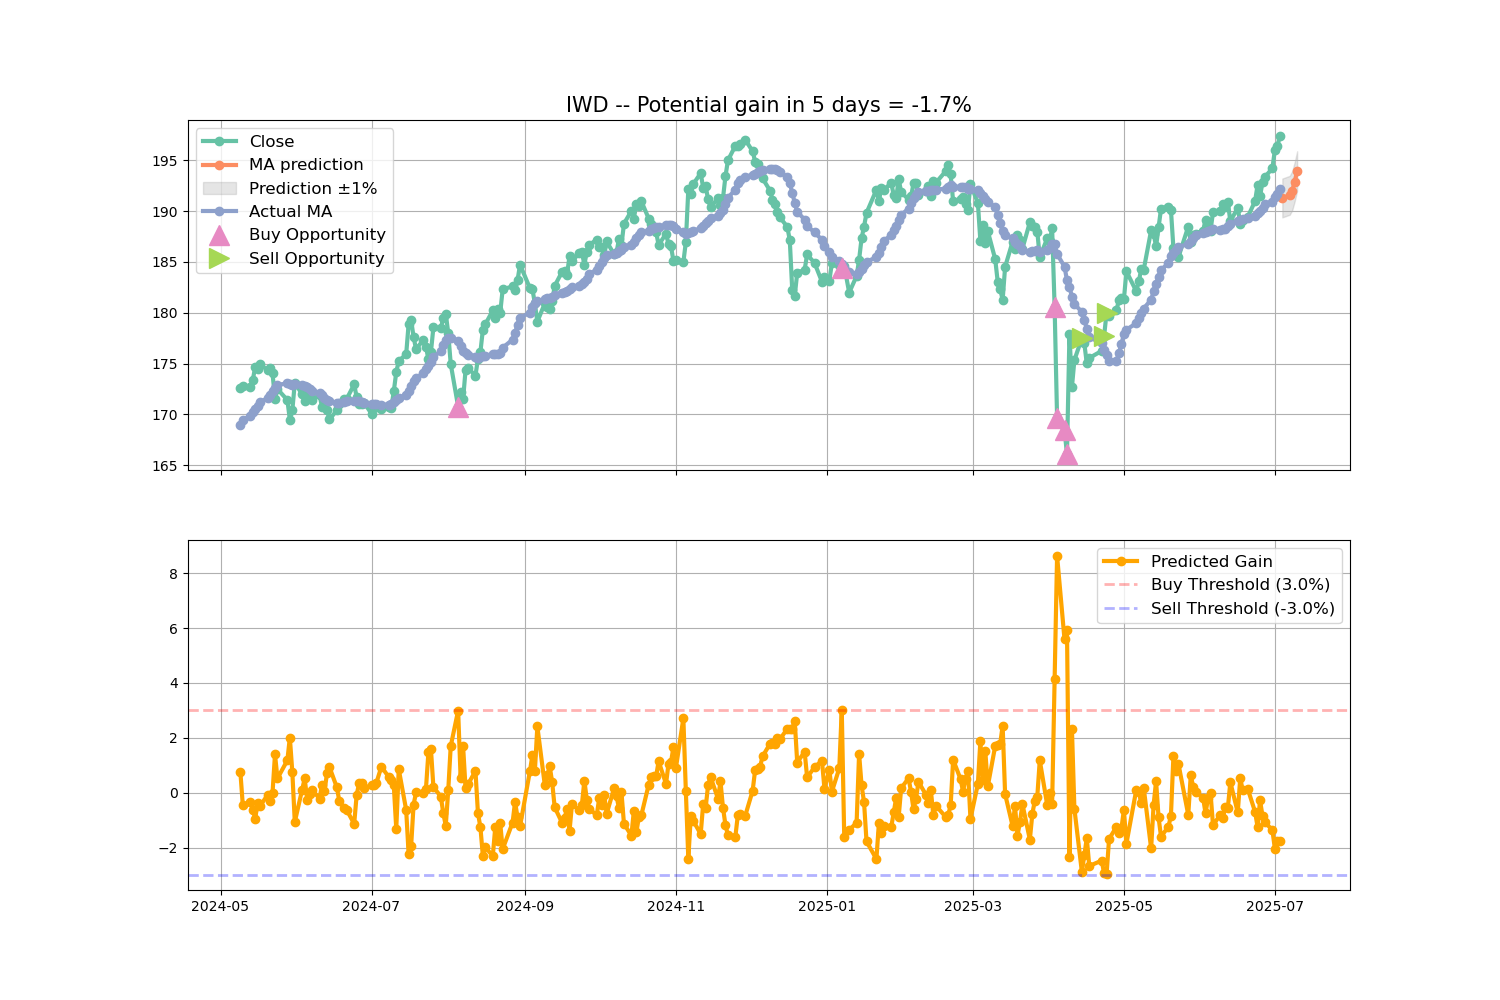 IWD -- Potential gain in 5 days = -1.7%
Close
MA prediction
Prediction ±1%
Actual MA
Buy Opportunity
Sell Opportunity
195
190
185
180
175
170
165
Predicted Gain
Buy Threshold (3.0%)
Sell Threshold (-3.0%)
8
6
4
2
0
−2
2024-05 2024-07 2024-09 2024-11 2025-01 2025-03 2025-05 2025-07